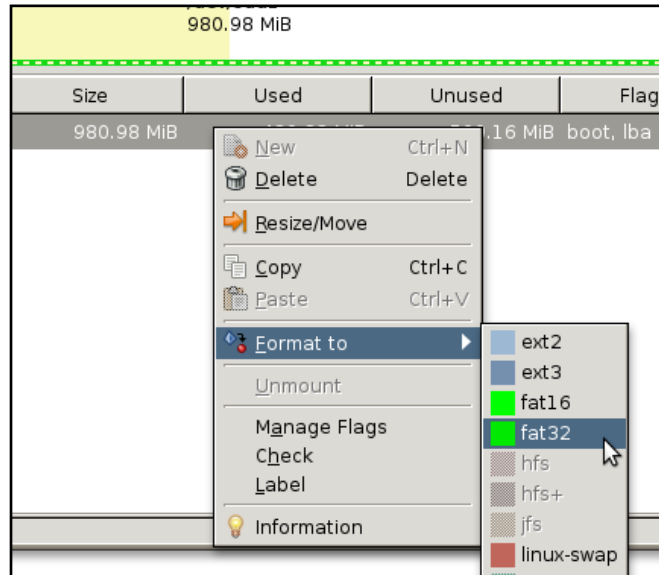 980.98 MiB
Size Used Unused Flag
980.98 MiB .16 MiB boot, lba
New Ctrl+N
Delete Delete
Resize/Move
Copy Ctrl+C
Paste Ctrl+V
Format to
ext2
Unmount
ext3
fat16
Manage Flags
fat32
Check
hfs
Label
hfs+
Information
jfs
linux-swap